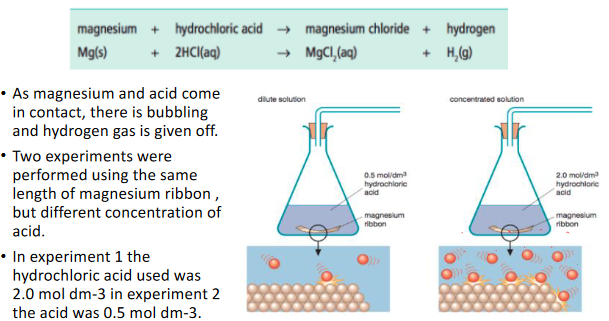 magnesium + hydrochloric acid → magnesium chloride + hydrogen
Mg(s) + 2HCl(aq) → MgCl₂(aq) + H₂(g)
• As magnesium and acid come
in contact, there is bubbling
and hydrogen gas is given off.
• Two experiments were
performed using the same
length of magnesium ribbon ,
but different concentration of
acid.
• In experiment 1 the
hydrochloric acid used was
2.0 mol dm-3 in experiment 2
the acid was 0.5 mol dm-3.
dilute solution
0.5 mol/dm³
hydrochloric
acid
magnesium
ribbon
concentrated solution
2.0 mol/dm³
hydrochloric
acid
magnesium
ribbon